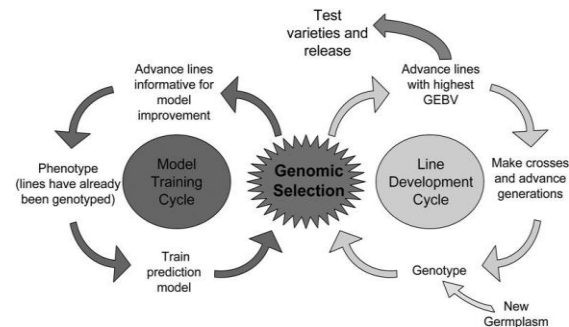 Test
varieties and
release
Advance lines
informative for
model
improvement
Advance lines
with highest
GEBV
Phenotype
(lines have already
been genotyped)
Model
Training
Cycle
Genomic
Selection
Line
Development
Cycle
Make crosses
and advance
generations
Train
prediction
model
Genotype
New
Germplasm